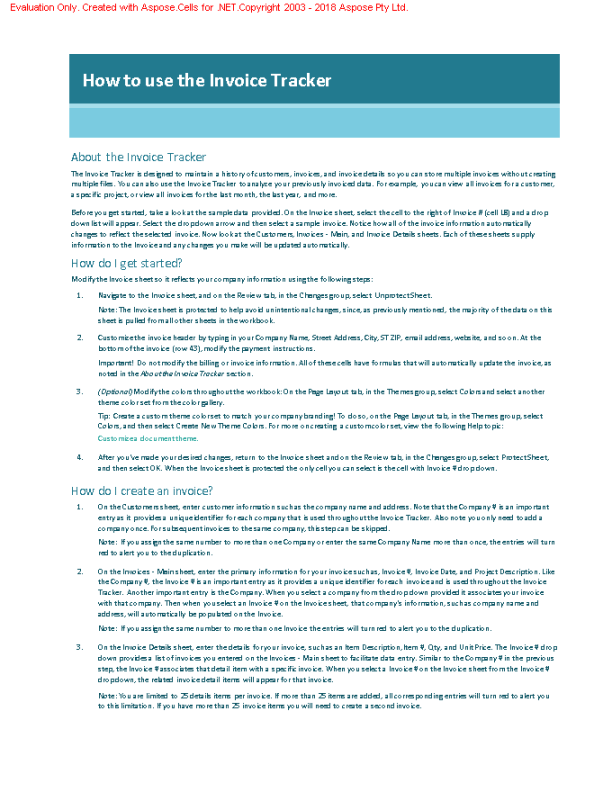 Evaluation Only. Created with Aspose.Cells for .NET.Copyright 2003 - 2018 Aspose Pty Ltd.
How to use the Invoice Tracker
About the Invoice Tracker
The Invoice Tracker is designed to maintain a history of customers, invoices, and invoice details so you can store multiple invoices without creating
multiple files. You can also use the Invoice Tracker to analyze your previously invoiced data. For example, you can view all invoices for a customer,
a specific project, or view all invoices for the last month, the last year, and more.
Before you get started, take a look at the sample data provided. On the Invoice sheet, select the cell to the right of Invoice # (cell L8) and a drop
down list will appear. Select the dropdown arrow and then select a sample invoice. Notice how all of the invoice information automatically
changes to reflect the selected invoice. Now look at the Customers, Invoices - Main, and Invoice Details sheets. Each of these sheets supply
information to the Invoice and any changes you make will be updated automatically.
How do I get started?
Modify the Invoice sheet so it reflects your company information using the following steps:
1. Navigate to the Invoice sheet, and on the Review tab, in the Changes group, select Unprotect Sheet.
Note: The Invoice sheet is protected to help avoid unintentional changes, since, as previously mentioned, the majority of the data on this
sheet is pulled from all other sheets in the workbook.
2. Customize the invoice header by typing in your Company Name, Street Address, City, ST ZIP, email address, website, and so on. At the
bottom of the invoice (row 43), modify the payment instructions.
Important! Do not modify the billing or invoice information. All of these cells have formulas that will automatically update the invoice, as
noted in the About the Invoice Tracker section.
3. (Optional) Modify the colors throughout the workbook: On the Page Layout tab, in the Themes group, select Colors and select another
theme color set from the color gallery.
Tip: Create a custom theme color set to match your company branding! To do so, on the Page Layout tab, in the Themes group, select
Colors, and then select Create New Theme Colors. For more on creating a custom color set, view the following Help topic:
Customize a document theme.
4. After you've made your desired changes, return to the Invoice sheet and on the Review tab, in the Changes group, select Protect Sheet,
and then select OK. When the Invoice sheet is protected the only cell you can select is the cell with Invoice # drop down.
How do I create an invoice?
1. On the Customers sheet, enter customer information such as the company name and address. Note that the Company # is an important
entry as it provides a unique identifier for each company that is used throughout the Invoice Tracker. Also note you only need to add a
company once. For subsequent invoices to the same company, this step can be skipped.
Note: If you assign the same number to more than one Company or enter the same Company Name more than once, the entries will turn
red to alert you to the duplication.
2. On the Invoices - Main sheet, enter the primary information for your invoice such as, Invoice #, Invoice Date, and Project Description. Like
the Company #, the Invoice # is an important entry as it provides a unique identifier for each invoice and is used throughout the Invoice
Tracker. Another important entry is the Company. When you select a company from the drop down provided it associates your invoice
with that company. Then when you select an Invoice # on the Invoice sheet, that company's information, such as company name and
address, will automatically be populated on the Invoice.
Note: If you assign the same number to more than one Invoice the entries will turn red to alert you to the duplication.
3. On the Invoice Details sheet, enter the details for your invoice, such as an Item Description, Item #, Qty, and Unit Price. The Invoice # drop
down provides a list of invoices you entered on the Invoices - Main sheet to facilitate data entry. Similar to the Company # in the previous
step, the Invoice # associates that detail item with a specific invoice. When you select a Invoice # on the Invoice sheet from the Invoice #
dropdown, the related invoice detail items will appear for that invoice.
Note: You are limited to 25 details items per invoice. If more than 25 items are added, all corresponding entries will turn red to alert you
to this limitation. If you have more than 25 invoice items you will need to create a second invoice.